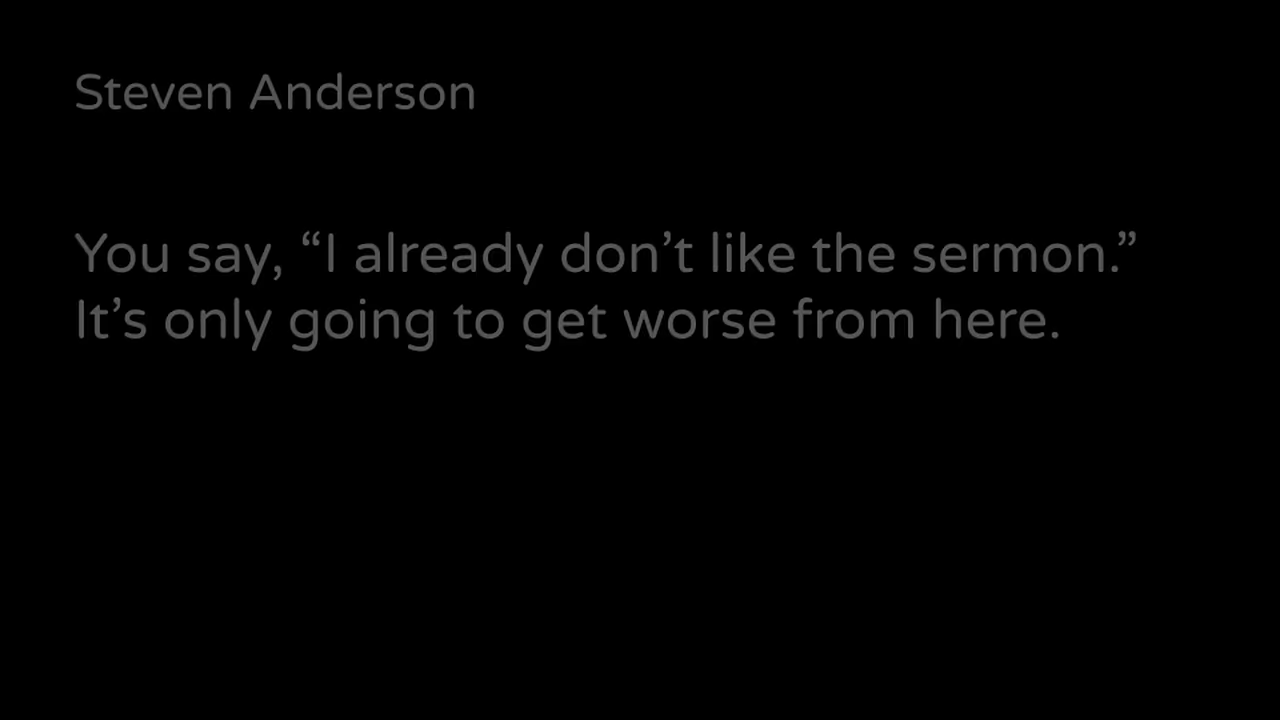 Steven Anderson
You say, “I already don’t like the sermon.”
It’s only going to get worse from here.